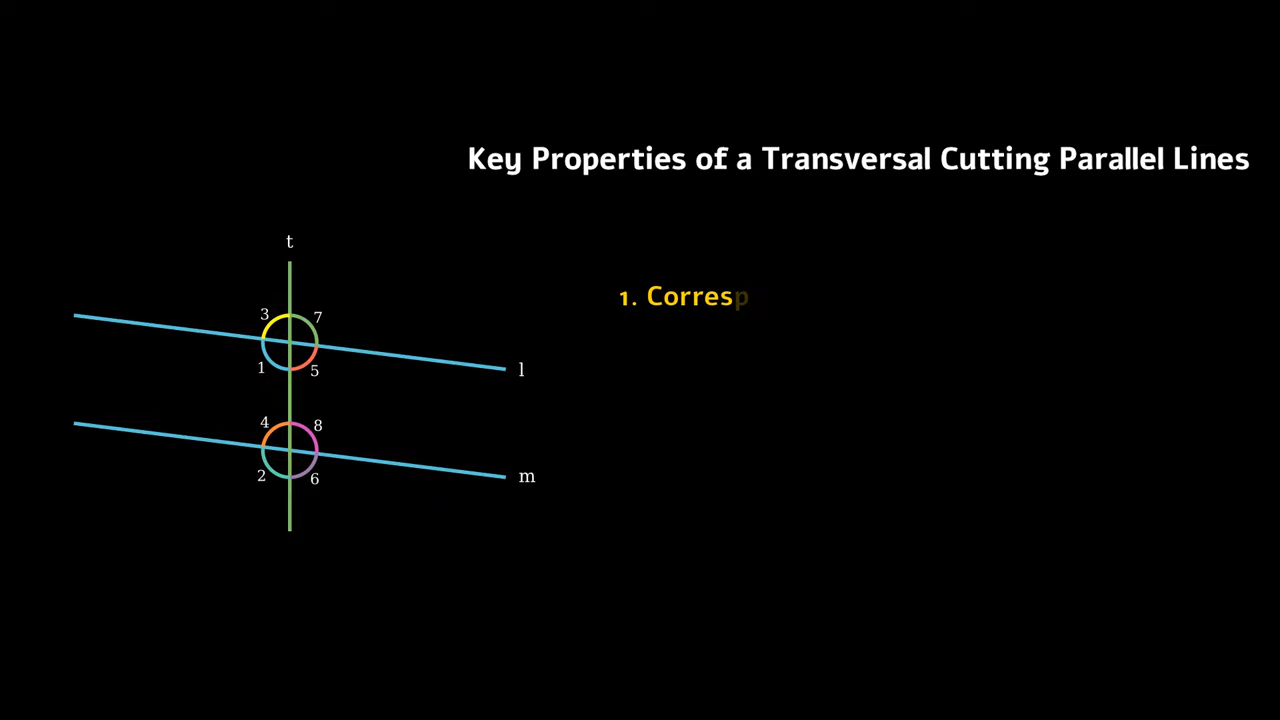 Key Properties of a Transversal Cutting Parallel Lines
t
1. Corresp
3
7
1
5
l
4
8
2
6
m